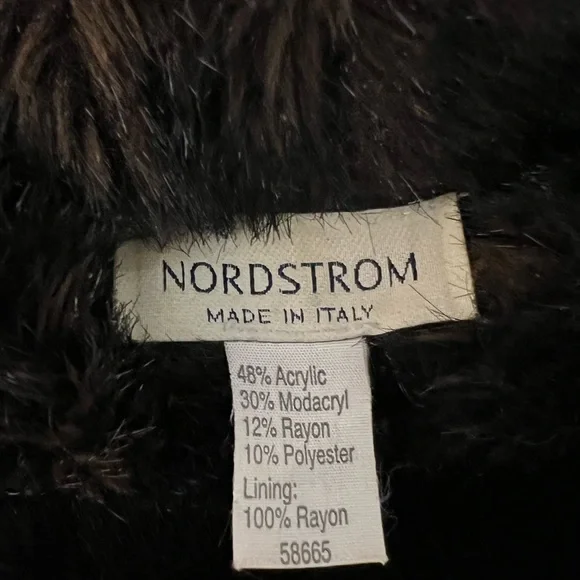 NORDSTROM
MADE IN ITALY
48% Acrylic
30% Modacryl
12% Rayon
10% Polyester
Lining:
100% Rayon
58665